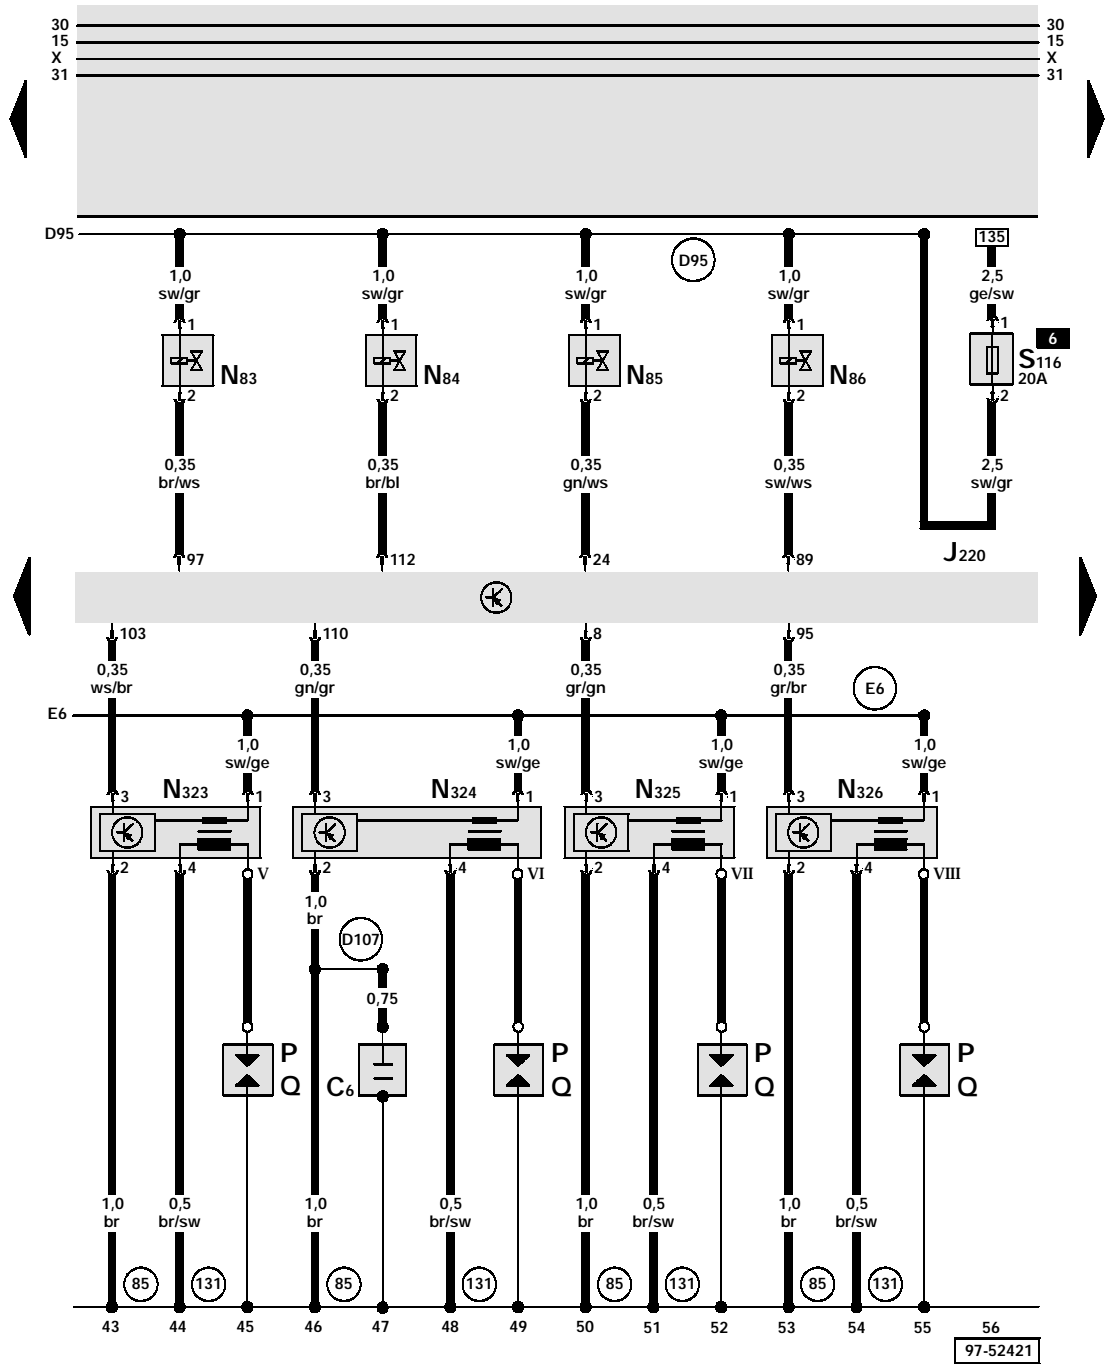 30 30
15 15
X X
31 31
D95
D95
135
1,0 1,0 1,0 1,0 2,5
sw/gr sw/gr sw/gr sw/gr ge/sw
1 1 1 1 1
6
N83 N84 N85 N86 S116
20A
2 2 2 2 2
0,35 0,35 0,35 0,35 2,5
br/ws br/bl gn/ws sw/ws sw/gr
J220
97 112 24 89
103 110 8 95
0,35 0,35 0,35 0,35
ws/br gn/gr gr/gn gr/br
E6
E6
1,0 1,0 1,0 1,0
sw/ge sw/ge sw/ge sw/ge
N323 N324 N325 N326
3 1 3 1 3 1 3 1
2 4 V 2 4 VI 2 4 VII 2 4 VIII
1,0
br
D107
0,75
P P P P
Q C6 Q Q Q
1,0 0,5 1,0 0,5 1,0 0,5 1,0 0,5
br br/sw br br/sw br br/sw br br/sw
85 131 85 131 85 131 85 131
43 44 45 46 47 48 49 50 51 52 53 54 55 56
97-52421